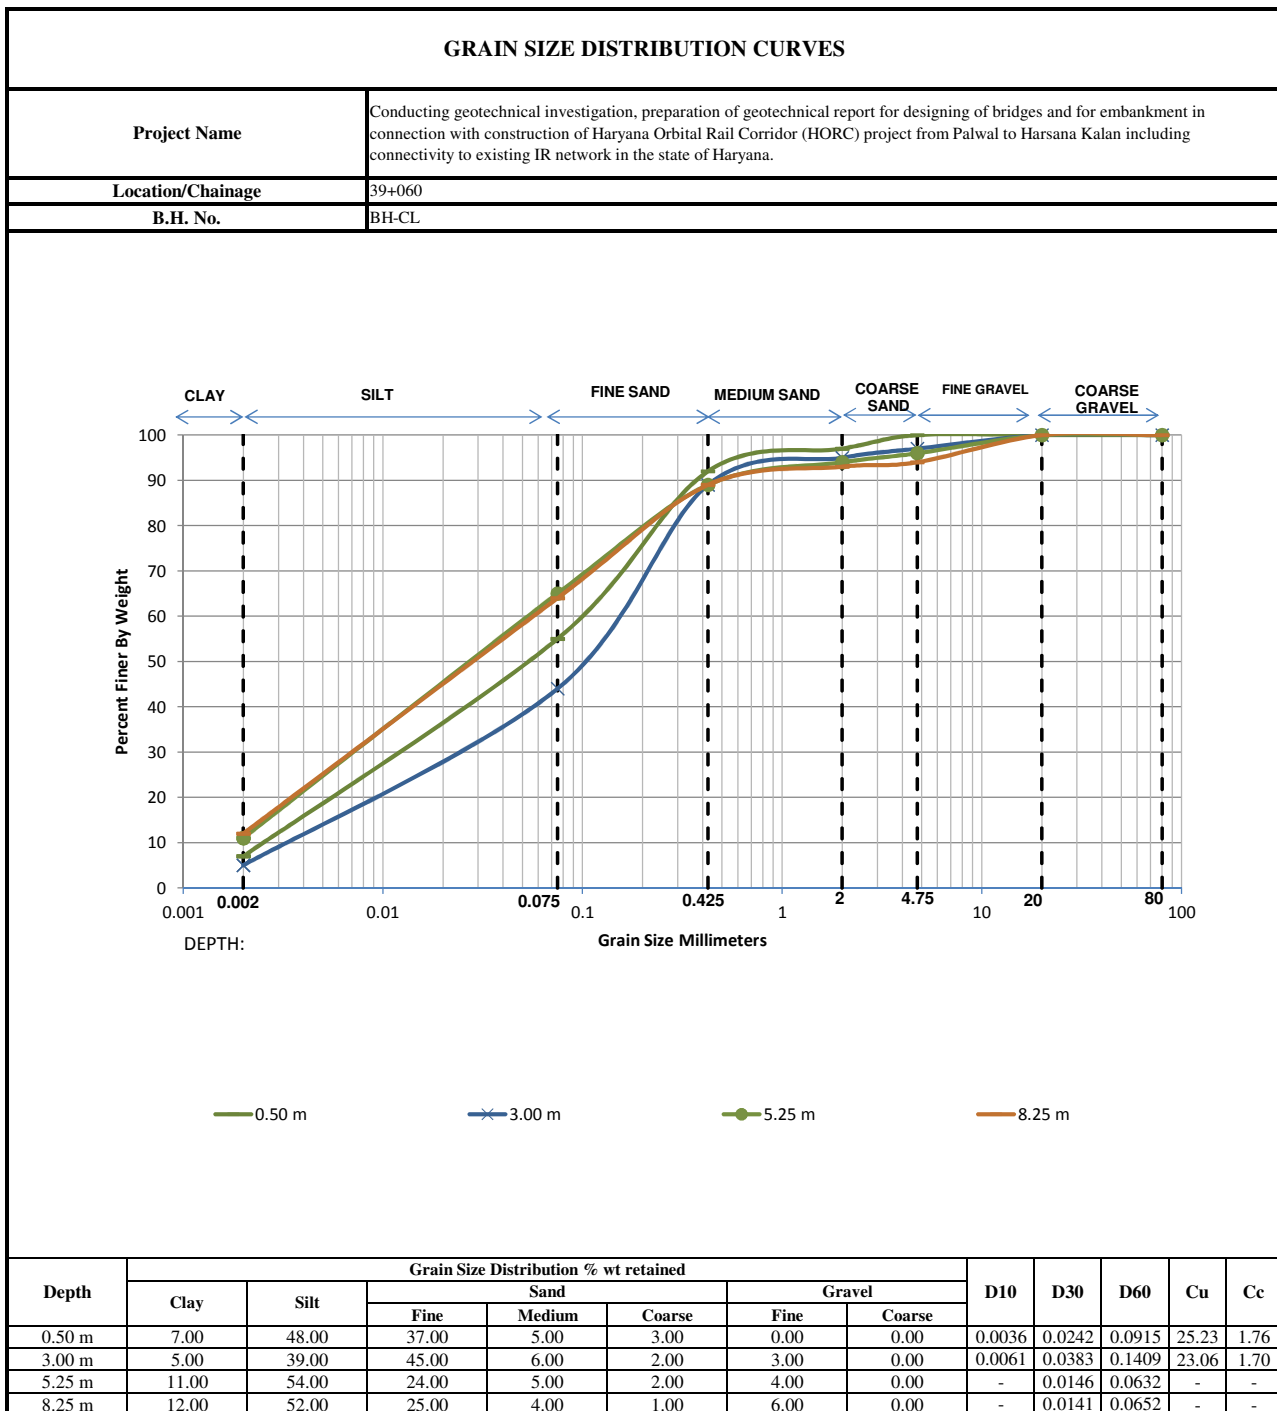 GRAIN SIZE DISTRIBUTION CURVES
Project Name
Conducting geotechnical investigation, preparation of geotechnical report for designing of bridges and for embankment in
connection with construction of Haryana Orbital Rail Corridor (HORC) project from Palwal to Harsana Kalan including
connectivity to existing IR network in the state of Haryana.
Location/Chainage 39+060
B.H. No. BH-CL
CLAY SILT FINE SAND MEDIUM SAND COARSE SAND FINE GRAVEL COARSE GRAVEL
Percent Finer By Weight
100
90
80
70
60
50
40
30
20
10
0
0.001 0.002 0.01 0.075 0.1 0.425 1 2 4.75 10 20 80 100
DEPTH: Grain Size Millimeters
0.50 m 3.00 m 5.25 m 8.25 m
Depth Grain Size Distribution % wt retained D10 D30 D60 Cu Cc
Clay Silt Sand Gravel
Fine Medium Coarse Fine Coarse
0.50 m 7.00 48.00 37.00 5.00 3.00 0.00 0.00 0.0036 0.0242 0.0915 25.23 1.76
3.00 m 5.00 39.00 45.00 6.00 2.00 3.00 0.00 0.0061 0.0383 0.1409 23.06 1.70
5.25 m 11.00 54.00 24.00 5.00 2.00 4.00 0.00 - 0.0146 0.0632 - -
8.25 m 12.00 52.00 25.00 4.00 1.00 6.00 0.00 - 0.0141 0.0652 - -